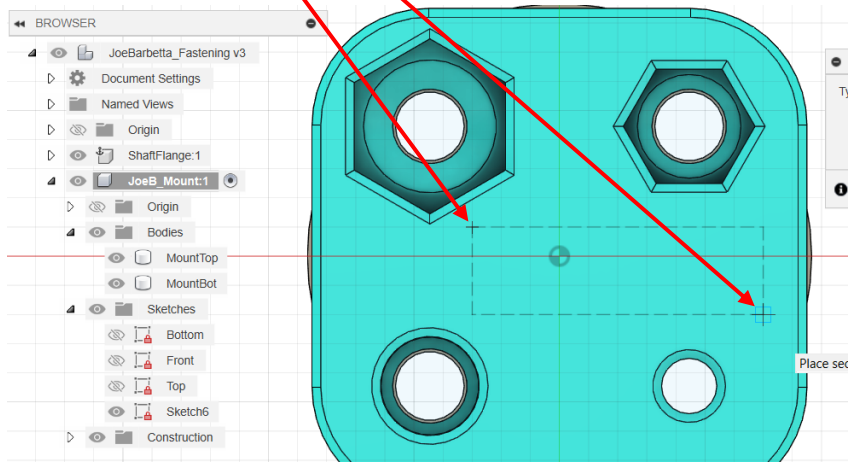 BROWSER
JoeBarbetta_Fastening v3
Document Settings
Named Views
Origin
ShaftFlange:1
JoeB_Mount:1
Origin
Bodies
MountTop
MountBot
Sketches
Bottom
Front
Top
Sketch6
Construction
Ty
Place sec